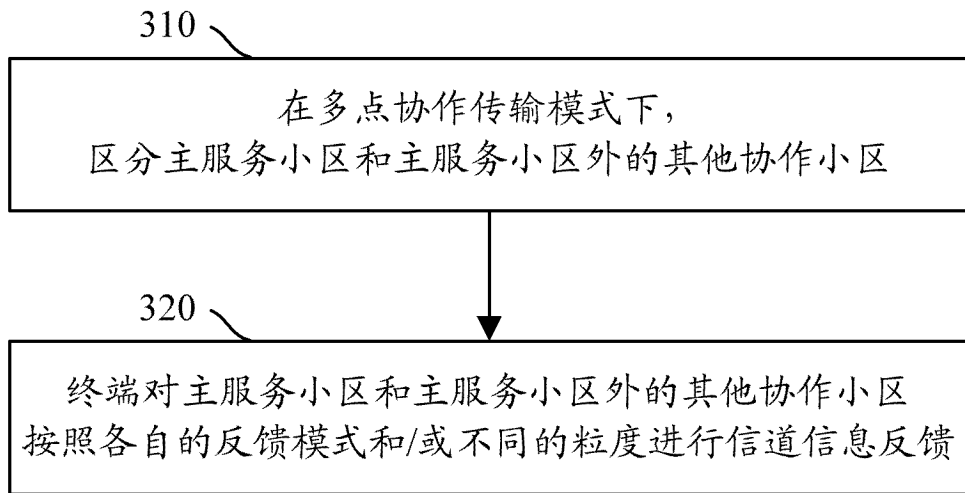 310
在多点协作传输模式下，
区分主服务小区和主服务小区外的其他协作小区
320
终端对主服务小区和主服务小区外的其他协作小区
按照各自的反馈模式和/或不同的粒度进行信道信息反馈